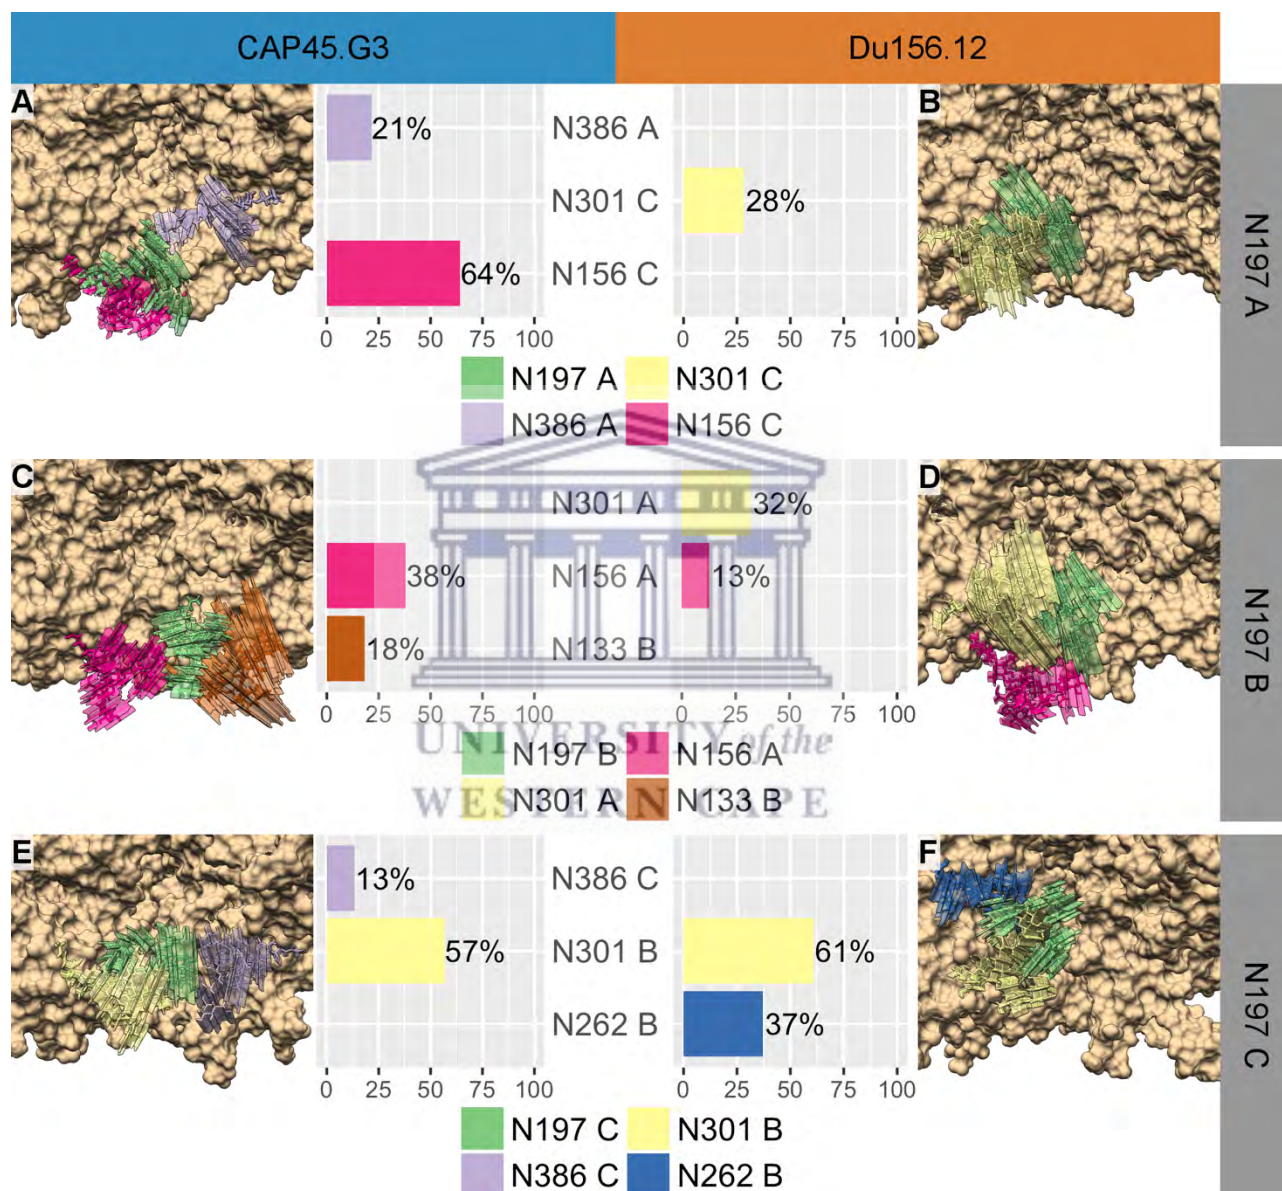 CAP45.G3 Du156.12
A B
N386 A 21%
N301 C 28%
N156 C 64%
0 25 50 75 100 0 25 50 75 100
N197 A N301 C
N386 A N156 C
N197 A
C D
N301 A 32%
38% N156 A 13%
18% N133 B
0 25 50 75 100 0 25 50 75 100
UNIVERSITY of the
N197 B N156 A
WESTERN CAPE
N301 A N133 B
N197 B
E F
13% N386 C
57% N301 B 61%
N262 B 37%
0 25 50 75 100 0 25 50 75 100
N197 C N301 B
N386 C N262 B
N197 C